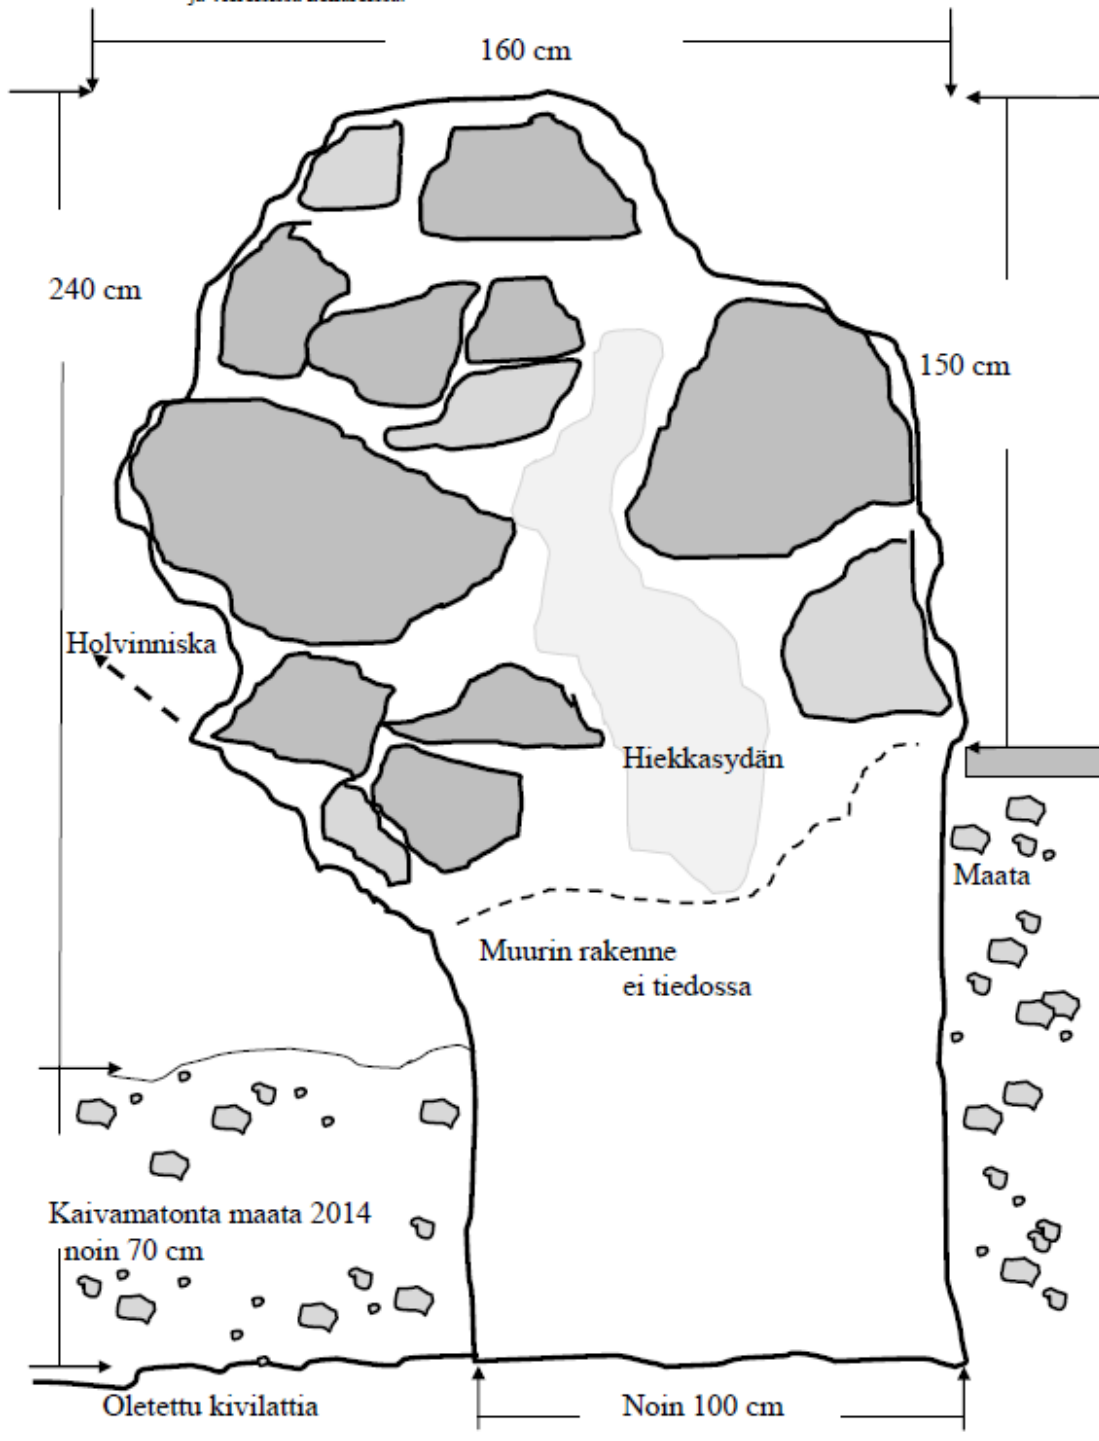 160 cm
240 cm
150 cm
Holvinniska
Hiekkasydän
Maata
Muurin rakenne
ei tiedossa
Kaivamatonta maata 2014
noin 70 cm
Oletettu kivilattia
Noin 100 cm